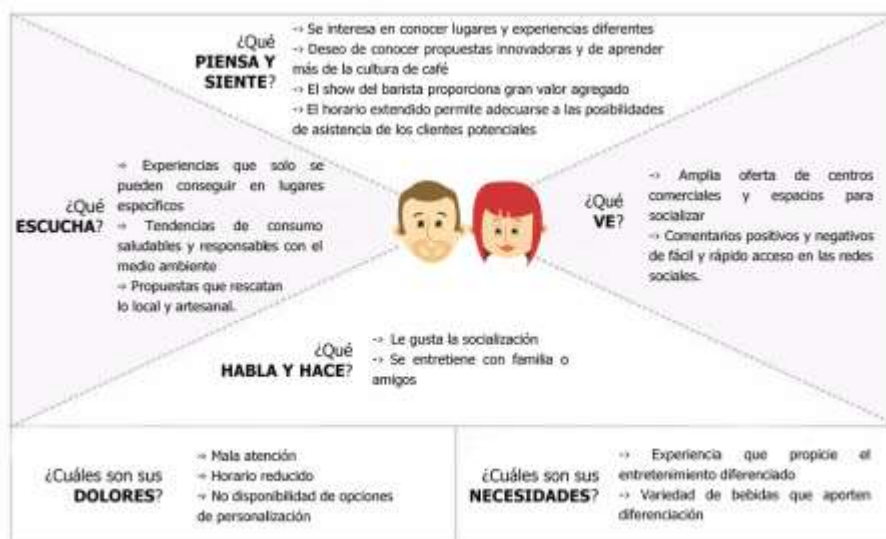 ¿Qué
PIENSA Y
SIENTE?
→ Se interesa en conocer lugares y experiencias diferentes
→ Deseo de conocer propuestas innovadoras y de aprender
más de la cultura de café
→ El show del barista proporciona gran valor agregado
→ El horario extendido permite adecuarse a las posibilidades
de asistencia de los clientes potenciales
¿Qué
ESCUCHA?
→ Experiencias que solo se
pueden conseguir en lugares
específicos
→ Tendencias de consumo
saludables y responsables con el
medio ambiente
→ Propuestas que rescatan
lo local y artesanal.
¿Qué
VE?
→ Amplia oferta de centros
comerciales y espacios para
socializar
→ Comentarios positivos y negativos
de fácil y rápido acceso en las redes
sociales.
¿Qué
HABLA Y HACE?
→ Le gusta la socialización
→ Se entretiene con familia o
amigos
¿Cuáles son sus
DOLORES?
→ Mala atención
→ Horario reducido
→ No disponibilidad de opciones
de personalización
¿Cuáles son sus
NECESIDADES?
→ Experiencia que propicie el
entretenimiento diferenciado
→ Variedad de bebidas que aporten
diferenciación